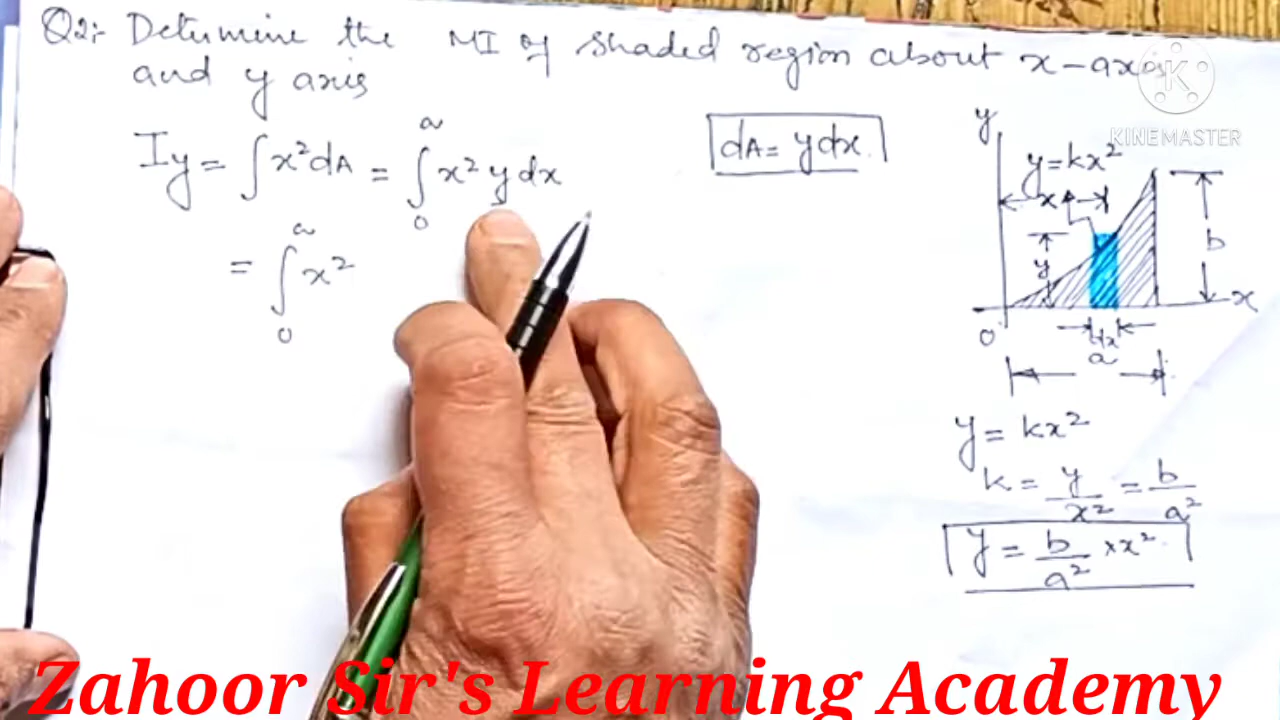 Q2:- Determine the MI of shaded region about x-axis
and y axis
Iy = ∫x²dA = ∫₀ᵃ x² y dx
dA = ydx
= ∫₀ᵃ x²
KINEMASTER
y
y=kx²
x
b
y
x
0
dx
a
y = kx²
k = y/x² = b/a²
y = b/a² × x²
Zahoor Sir's Learning Academy